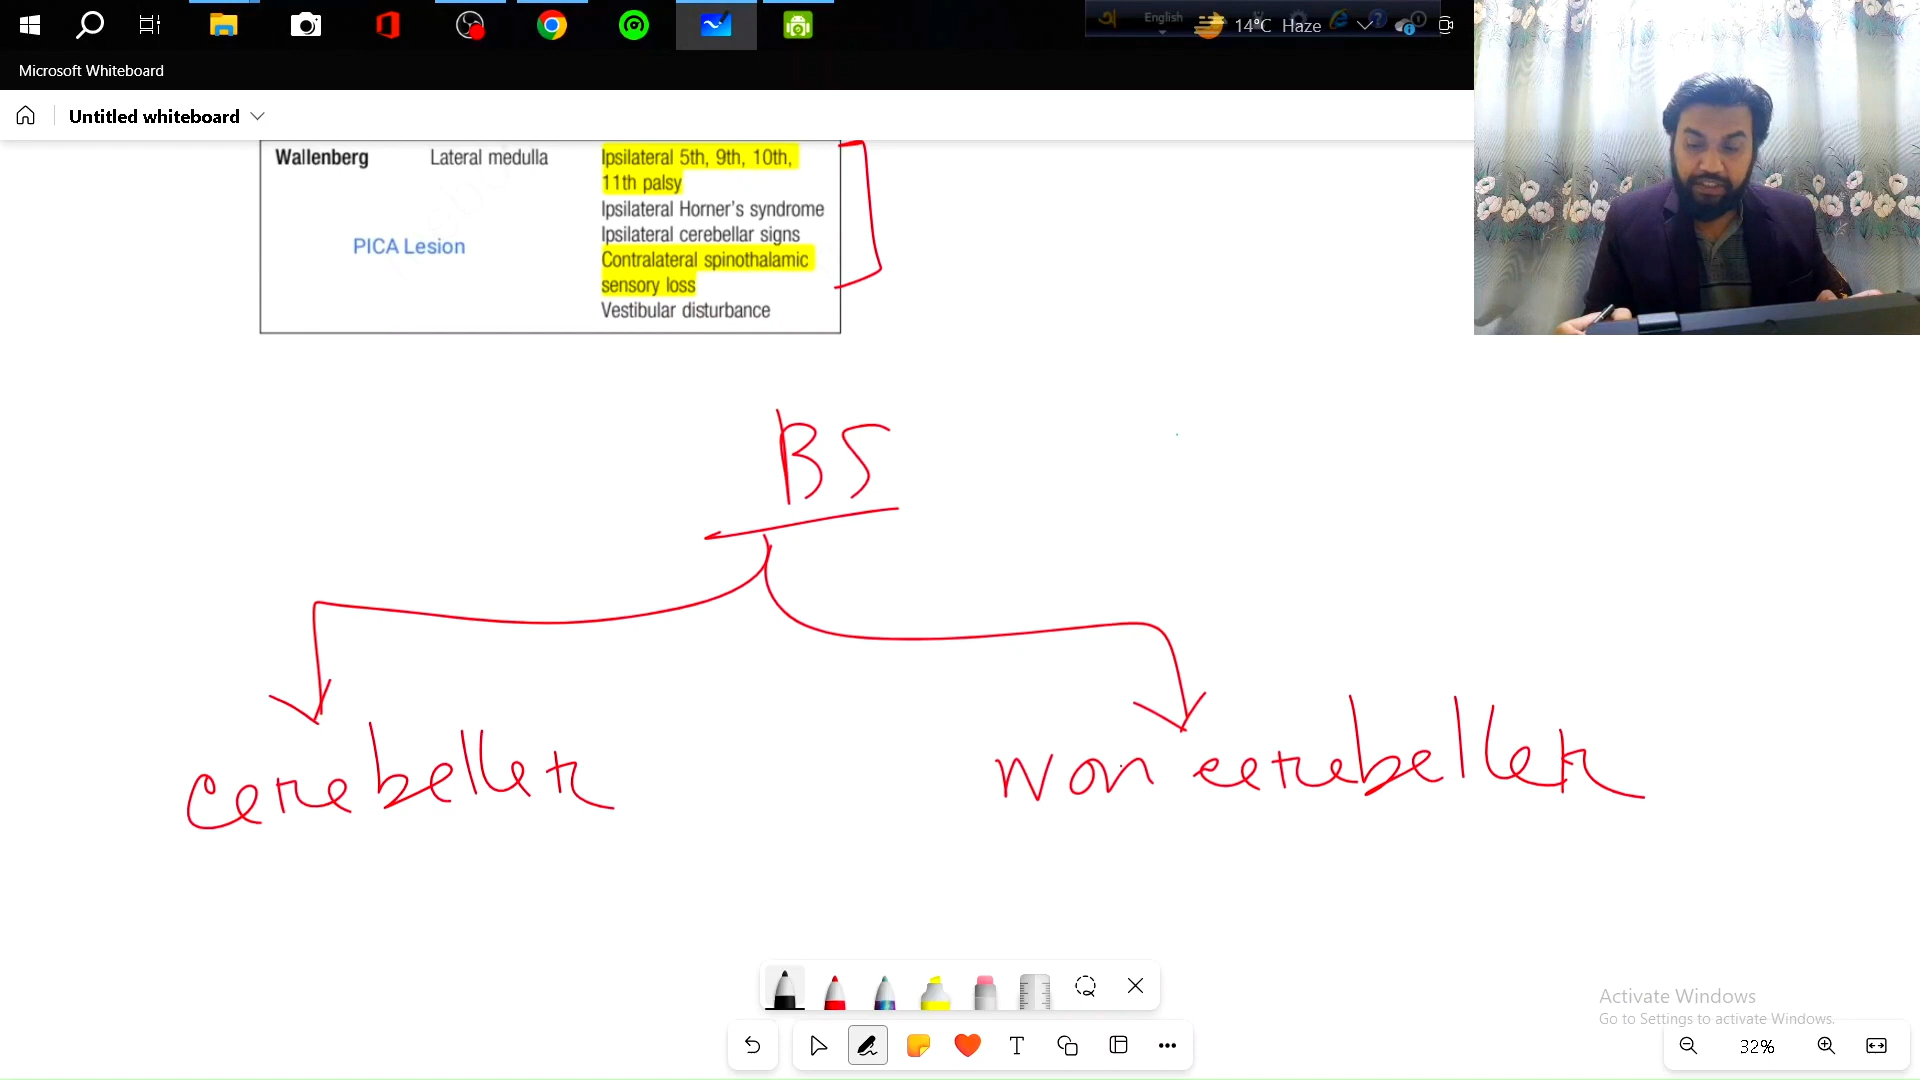 English
14°C Haze
Microsoft Whiteboard
Untitled whiteboard
Wallenberg Lateral medulla Ipsilateral 5th, 9th, 10th,
11th palsy
Ipsilateral Horner's syndrome
PICA Lesion Ipsilateral cerebellar signs
Contralateral spinothalamic
sensory loss
Vestibular disturbance
BS
cerebeller
Non cerebeller
Activate Windows
Go to Settings to activate Windows.
32%